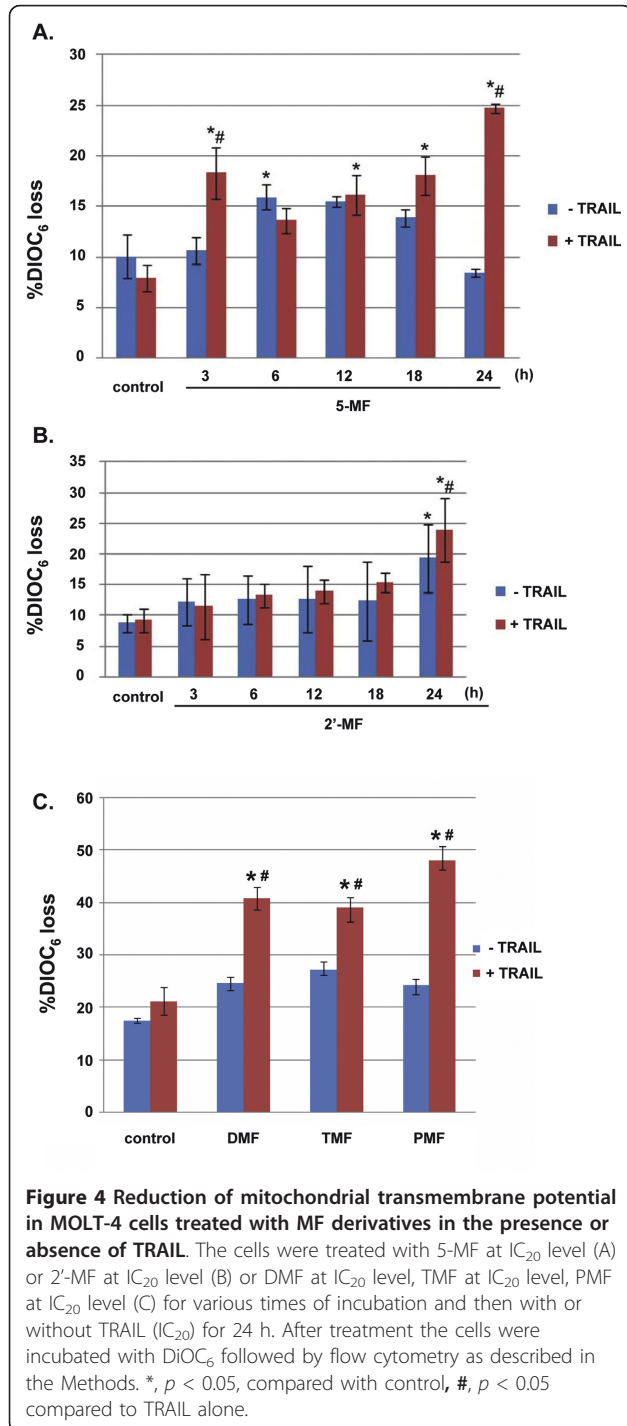 A.
30
25
20
15
10
5
0
%DIOC₆ loss
*#
*
*
*
*#
- TRAIL
+ TRAIL
control
3 6 12 18 24 (h)
5-MF
B.
35
30
25
20
15
10
5
0
%DIOC₆ loss
*
*#
- TRAIL
+ TRAIL
control
3 6 12 18 24 (h)
2'-MF
C.
60
50
40
30
20
10
0
%DIOC₆ loss
*#
*#
*#
- TRAIL
+ TRAIL
control DMF TMF PMF
Figure 4 Reduction of mitochondrial transmembrane potential
in MOLT-4 cells treated with MF derivatives in the presence or
absence of TRAIL. The cells were treated with 5-MF at IC₂₀ level (A)
or 2'-MF at IC₂₀ level (B) or DMF at IC₂₀ level, TMF at IC₂₀ level, PMF
at IC₂₀ level (C) for various times of incubation and then with or
without TRAIL (IC₂₀) for 24 h. After treatment the cells were
incubated with DiOC₆ followed by flow cytometry as described in
the Methods. *, p < 0.05, compared with control, #, p < 0.05
compared to TRAIL alone.